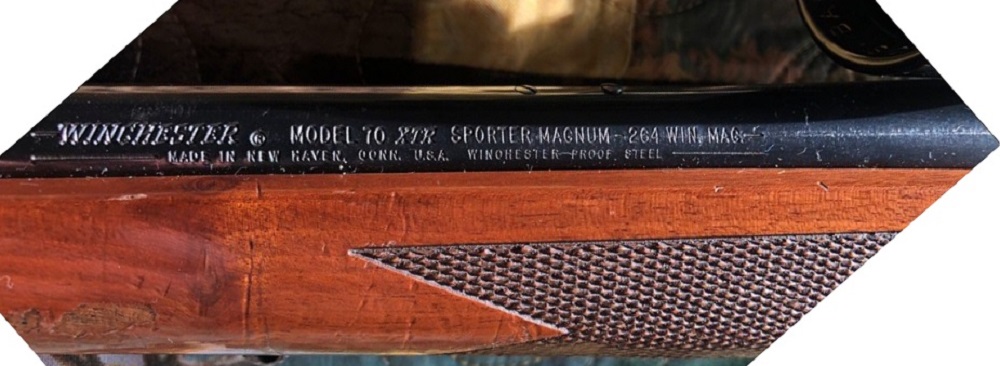 WINCHESTER ® MODEL 70 XTR SPORTER MAGNUM - 264 WIN. MAG.
MADE IN NEW HAVEN, CONN. U.S.A. WINCHESTER-PROOF STEEL